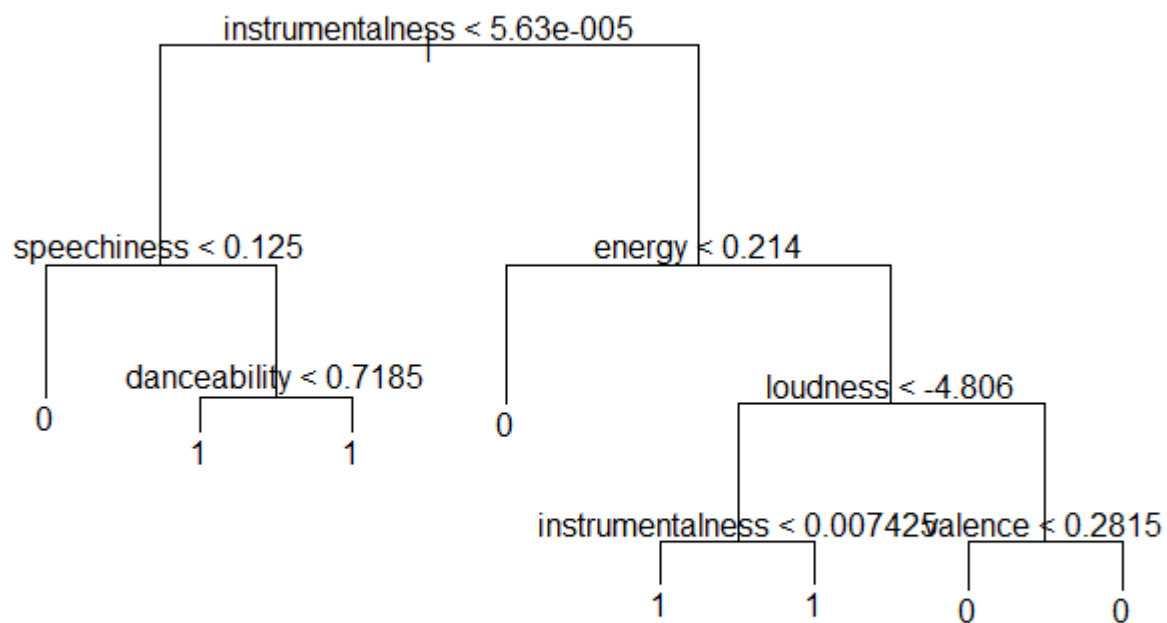 instrumentalness < 5.63e-005
speechiness < 0.125
energy < 0.214
danceability < 0.7185
loudness < -4.806
0
0
1
1
instrumentalness < 0.007425
valence < 0.2815
1
1
0
0